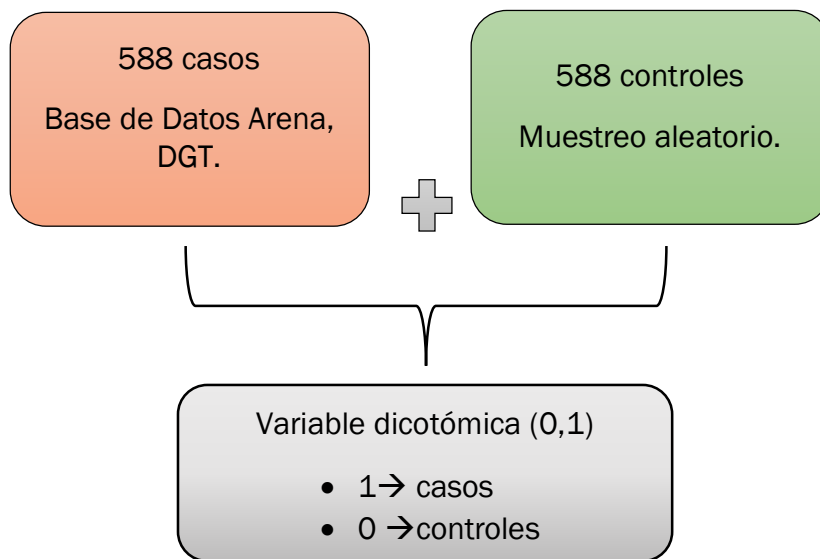 588 casos
Base de Datos Arena,
DGT.
588 controles
Muestreo aleatorio.
Variable dicotómica (0,1)
• 1→ casos
• 0 →controles